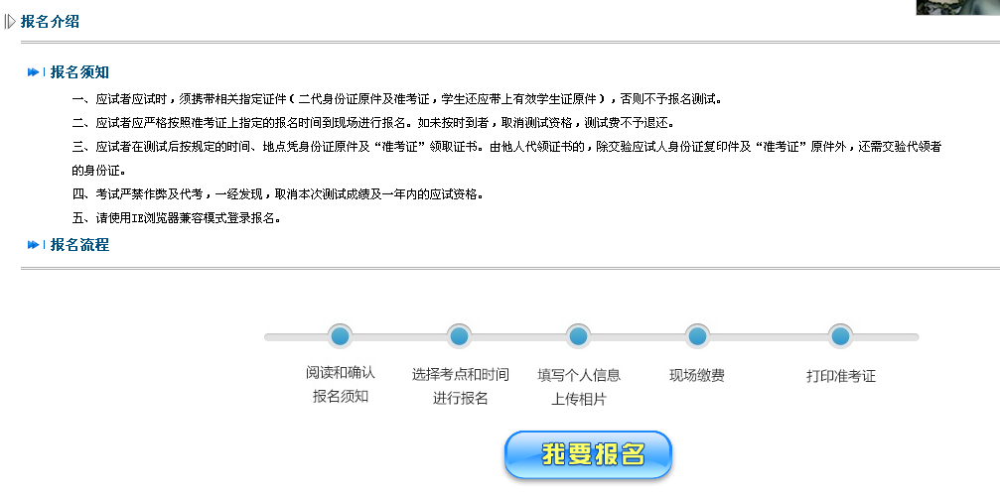 报名介绍
报名须知
一、应试者应试时，须携带相关指定证件（二代身份证原件及准考证，学生还应带上有效学生证原件），否则不予报名测试。
二、应试者应严格按照准考证上指定的报名时间到现场进行报名。如未按时到者，取消测试资格，测试费不予退还。
三、应试者在测试后按规定的时间、地点凭身份证原件及“准考证”领取证书。由他人代领证书的，除交验应试人身份证复印件及“准考证”原件外，还需交验代领者
的身份证。
四、考试严禁作弊及代考，一经发现，取消本次测试成绩及一年内的应试资格。
五、请使用IE浏览器兼容模式登录报名。
报名流程
阅读和确认
报名须知
选择考点和时间
进行报名
填写个人信息
上传相片
现场缴费
打印准考证
我要报名